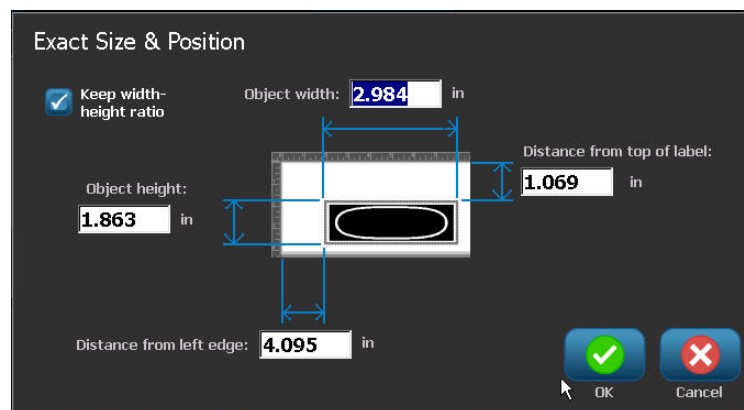 Exact Size & Position
Keep width-
height ratio
Object width: 2.984 in
Distance from top of label:
1.069 in
Object height:
1.863 in
Distance from left edge: 4.095 in
OK
Cancel